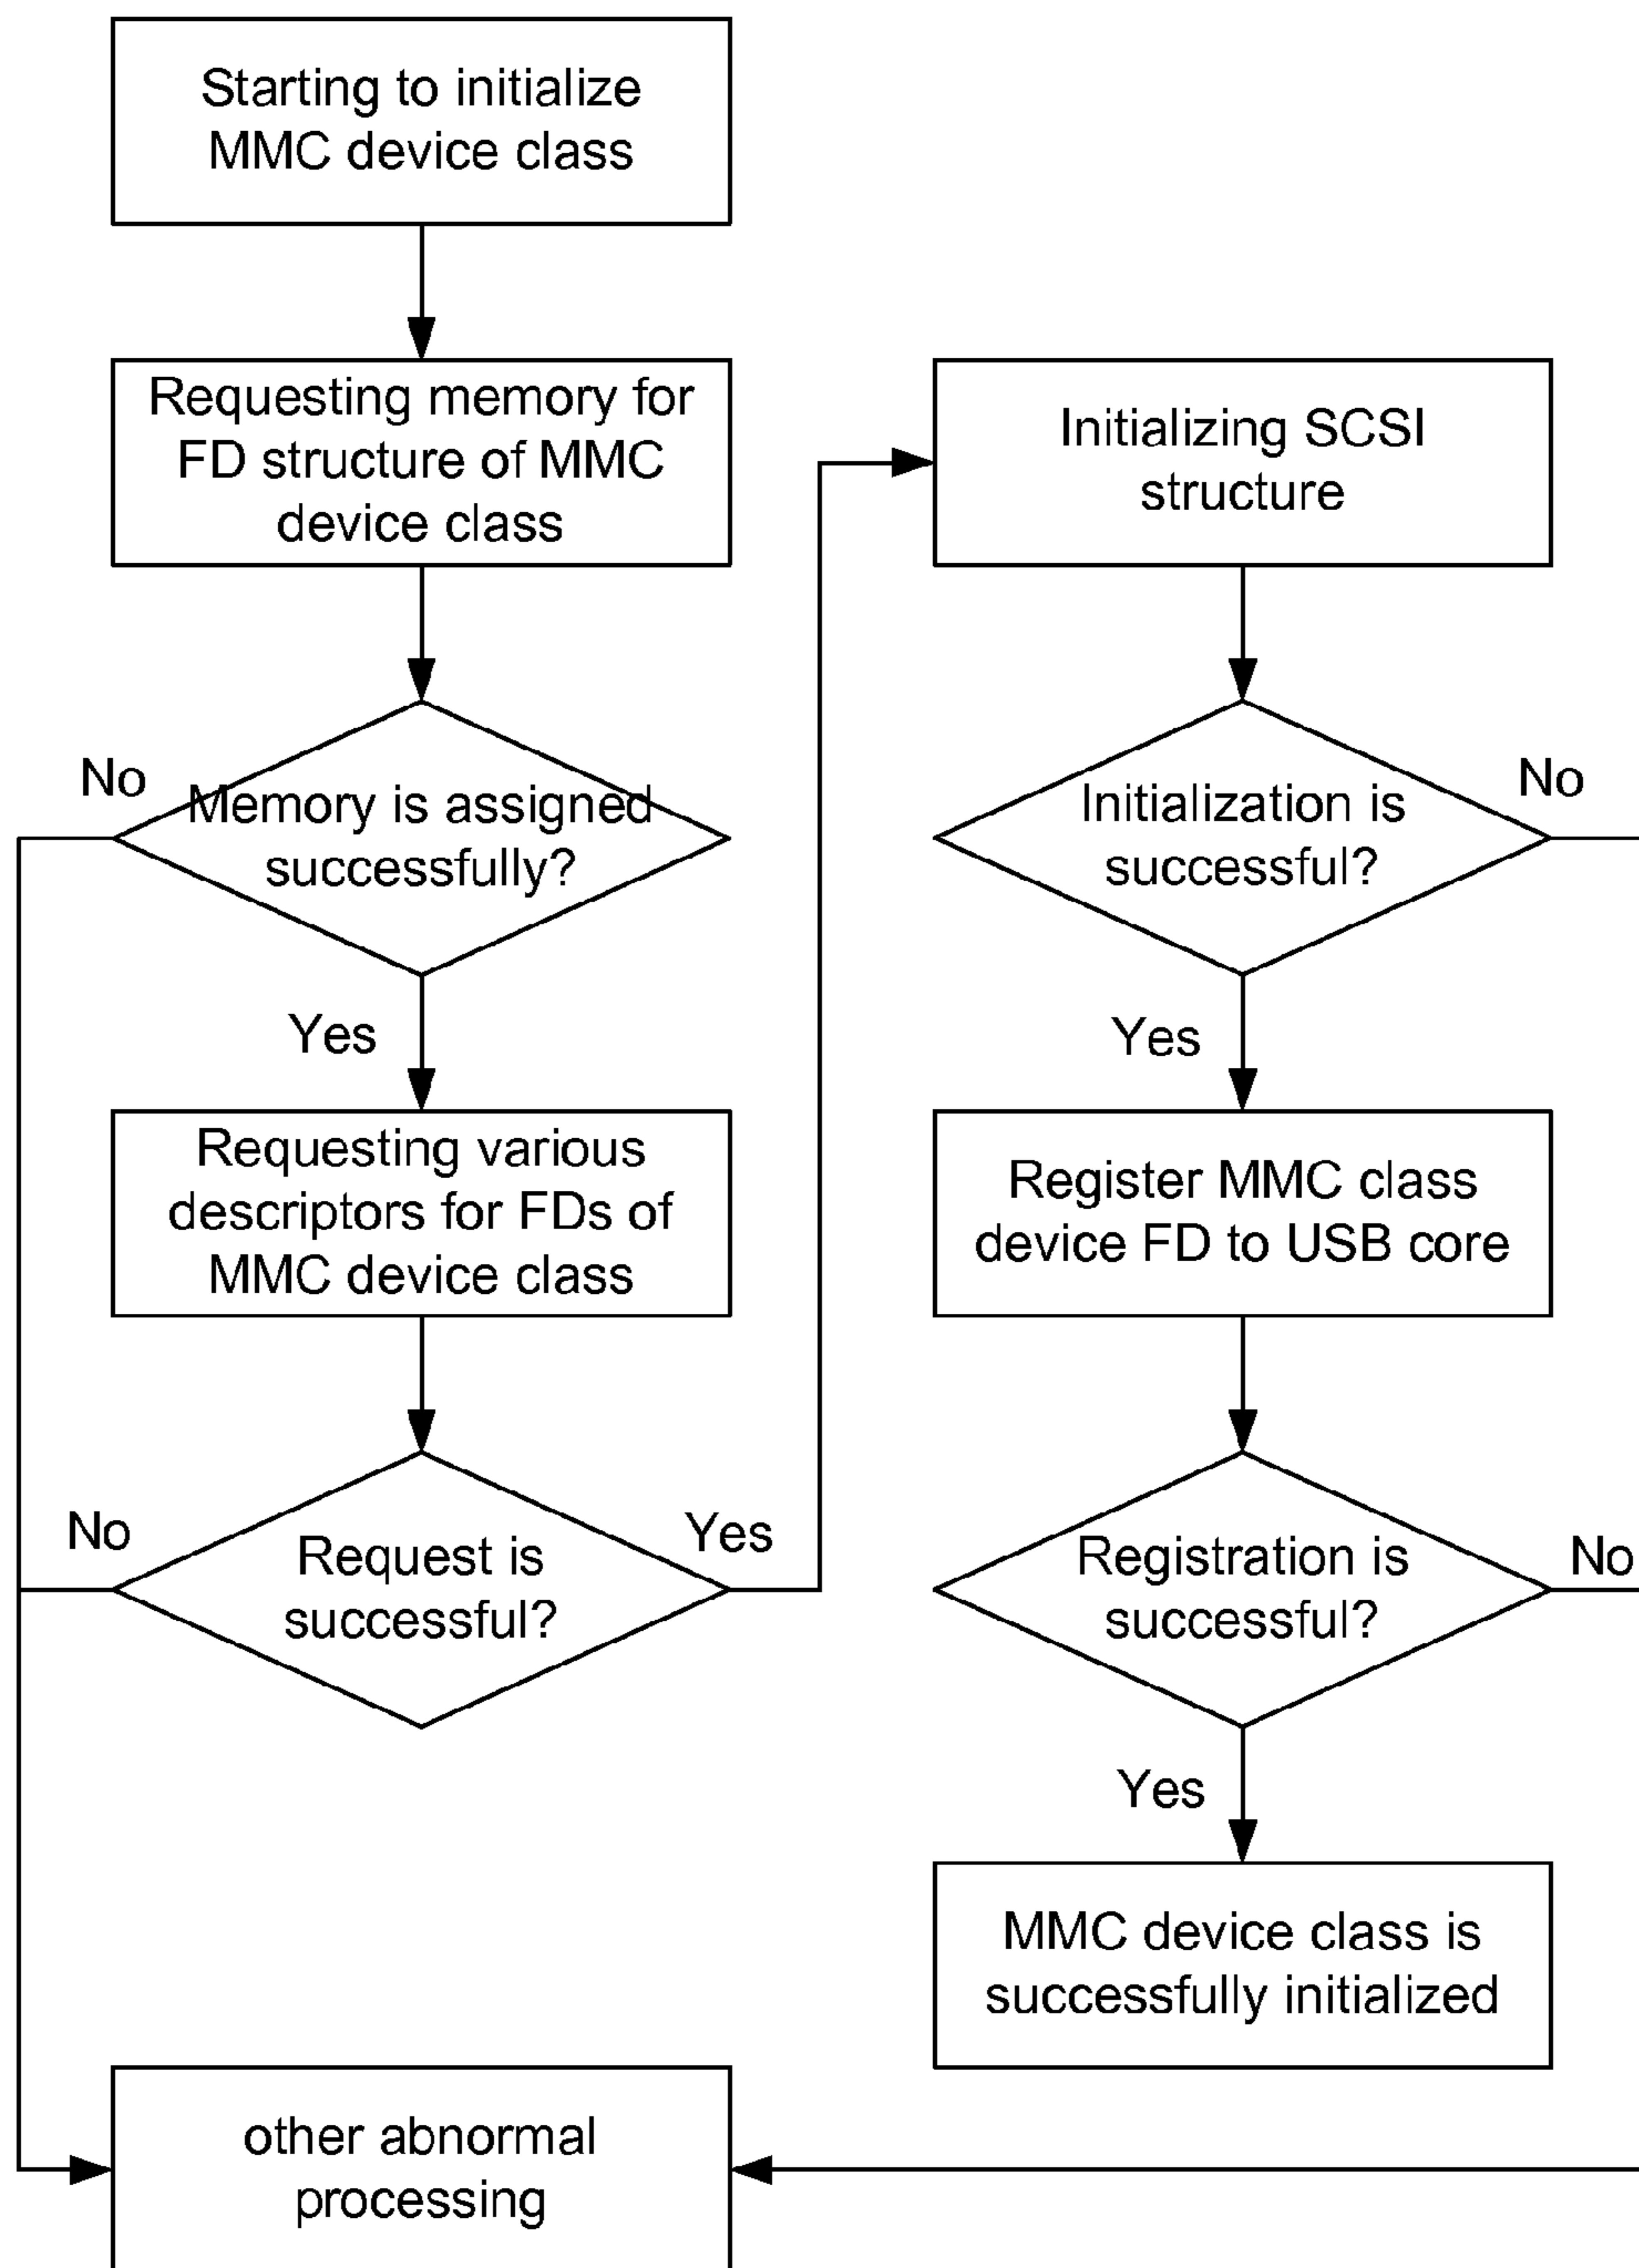 Starting to initialize
MMC device class
Requesting memory for
FD structure of MMC
device class
No
Memory is assigned
successfully?
Yes
Requesting various
descriptors for FDs of
MMC device class
No
Request is
successful?
Yes
Initializing SCSI
structure
Initialization is
successful?
No
Yes
Register MMC class
device FD to USB core
Registration is
successful?
No
Yes
MMC device class is
successfully initialized
other abnormal
processing